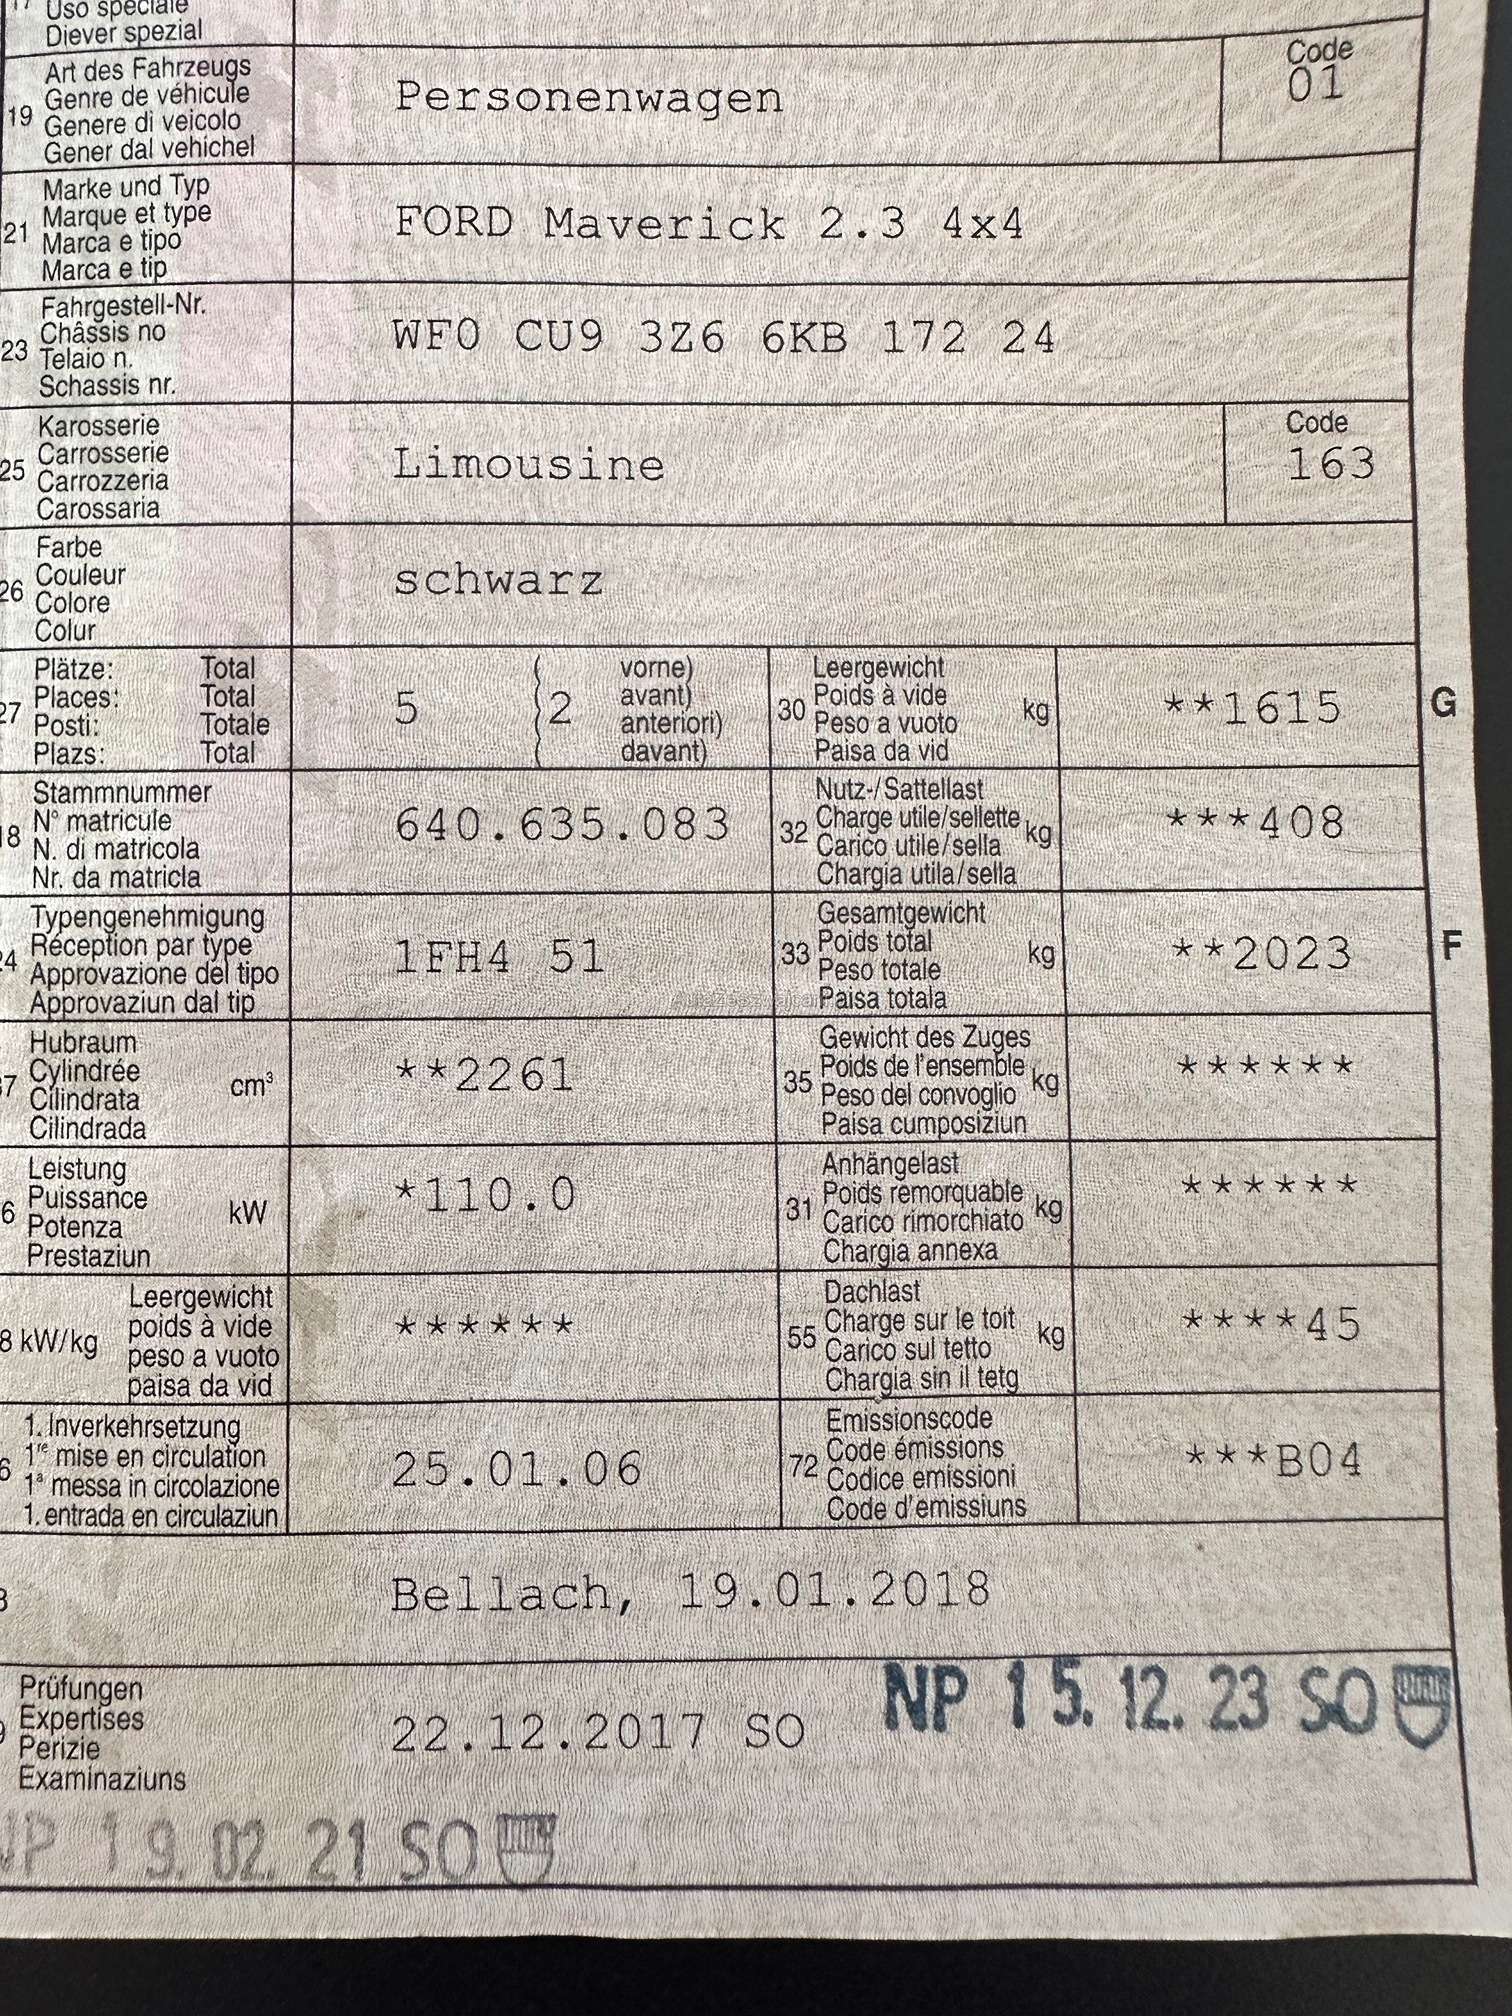 17 Uso speciale
Diever spezial
19 Art des Fahrzeugs
Genre de véhicule
Genere di veicolo
Gener dal vehichel
Personenwagen
Code
01
21 Marke und Typ
Marque et type
Marca e tipo
Marca e tip
FORD Maverick 2.3 4x4
23 Fahrgestell-Nr.
Châssis no
Telaio n.
Schassis nr.
WF0 CU9 3Z6 6KB 172 24
25 Karosserie
Carrosserie
Carrozzeria
Carossaria
Limousine
Code
163
26 Farbe
Couleur
Colore
Colur
schwarz
27 Plätze: Total
Places: Total
Posti: Totale
Plazs: Total
5 (2 vorne)
avant)
anteriori)
davant)
30 Leergewicht
Poids à vide
Peso a vuoto
Paisa da vid
kg
**1615
G
18 Stammnummer
N° matricule
N. di matricola
Nr. da matricla
640.635.083
32 Nutz-/Sattellast
Charge utile/sellette
Carico utile/sella
Chargia utila/sella
kg
***408
24 Typengenehmigung
Réception par type
Approvazione del tipo
Approvaziun dal tip
1FH4 51
33 Gesamtgewicht
Poids total
Peso totale
Paisa totala
kg
**2023
F
37 Hubraum
Cylindrée
Cilindrata
Cilindrada
cm³
**2261
35 Gewicht des Zuges
Poids de l'ensemble
Peso del convoglio
Paisa cumposiziun
kg
******
6 Leistung
Puissance
Potenza
Prestaziun
kW
*110.0
31 Anhängelast
Poids remorquable
Carico rimorchiato
Chargia annexa
kg
******
8 kW/kg
Leergewicht
poids à vide
peso a vuoto
paisa da vid
******
55 Dachlast
Charge sur le toit
Carico sul tetto
Chargia sin il tetg
kg
****45
6 1. Inverkehrsetzung
1re mise en circulation
1a messa in circolazione
1. entrada en circulaziun
25.01.06
72 Emissionscode
Code émissions
Codice emissioni
Code d'emissiuns
***B04
Bellach, 19.01.2018
Prüfungen
Expertises
Perizie
Examinaziuns
22.12.2017 SO
NP 15.12.23 SO
NP 19.02.21 SO